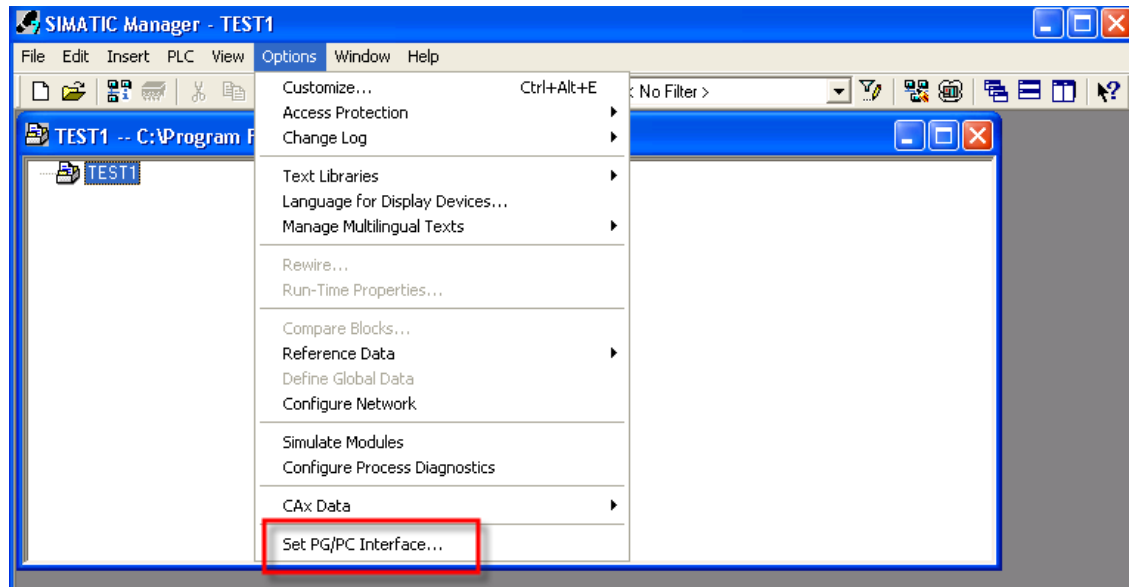 SIMATIC Manager - TEST1
File Edit Insert PLC View Options Window Help
Customize... Ctrl+Alt+E
< No Filter >
Access Protection
TEST1 -- C:\Program
Change Log
TEST1
Text Libraries
Language for Display Devices...
Manage Multilingual Texts
Rewire...
Run-Time Properties...
Compare Blocks...
Reference Data
Define Global Data
Configure Network
Simulate Modules
Configure Process Diagnostics
CAx Data
Set PG/PC Interface...